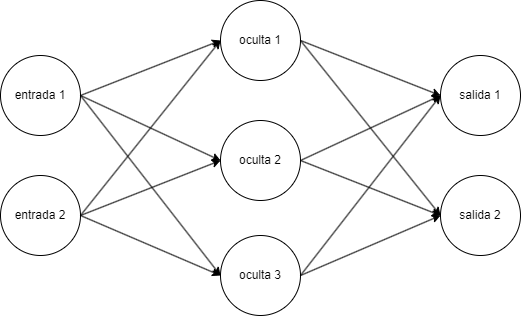 entrada 1
entrada 2
oculta 1
oculta 2
oculta 3
salida 1
salida 2